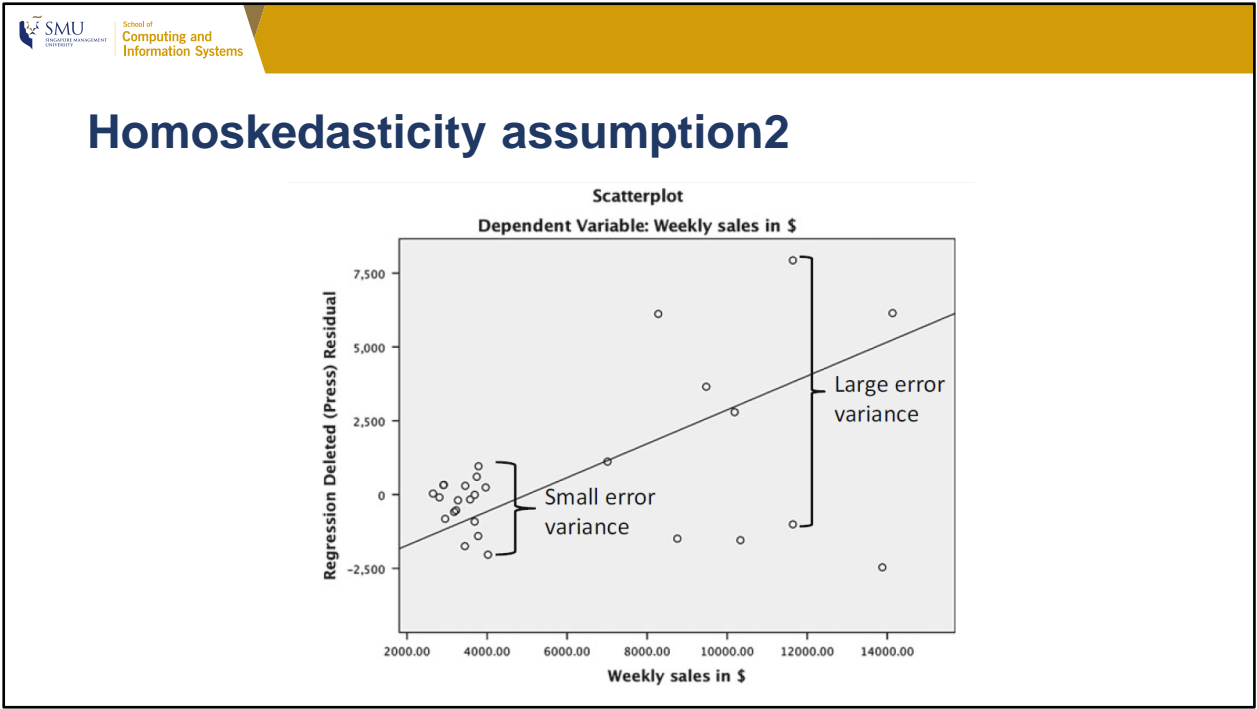 SMU
SINGAPORE MANAGEMENT
UNIVERSITY
School of
Computing and
Information Systems
Homoskedasticity assumption2
Scatterplot
Dependent Variable: Weekly sales in $
Regression Deleted (Press) Residual
7,500
5,000
2,500
0
-2,500
Large error
variance
Small error
variance
2000.00 4000.00 6000.00 8000.00 10000.00 12000.00 14000.00
Weekly sales in $